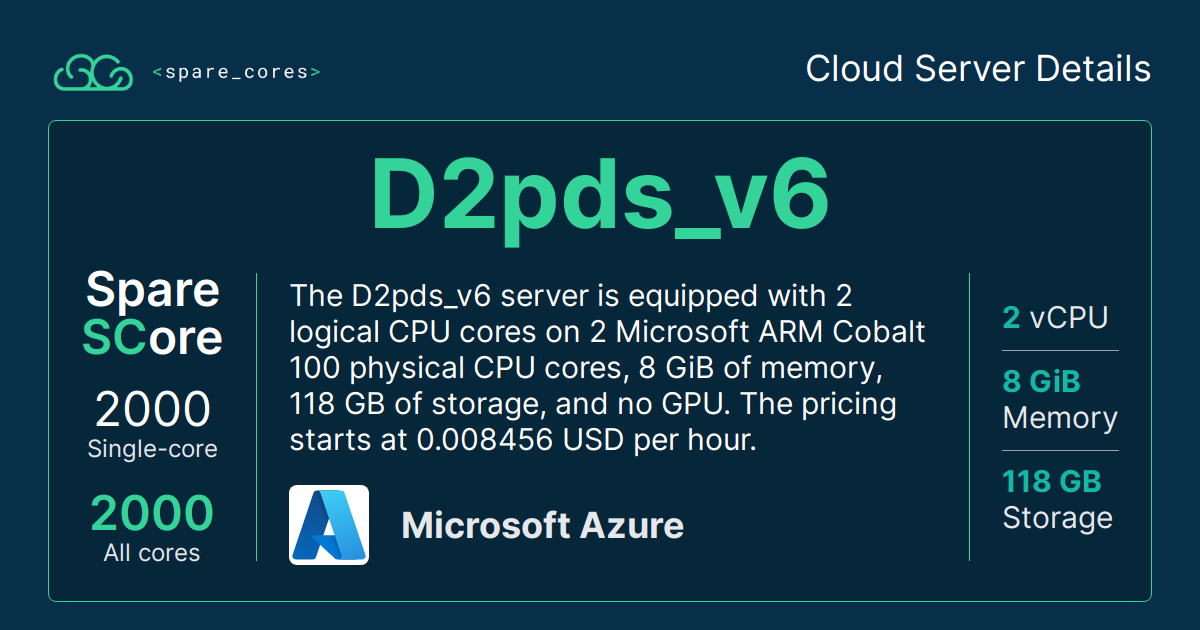 <spare_cores>
Cloud Server Details
D2pds_v6
Spare
SCore
2000
Single-core
2000
All cores
The D2pds_v6 server is equipped with 2
logical CPU cores on 2 Microsoft ARM Cobalt
100 physical CPU cores, 8 GiB of memory,
118 GB of storage, and no GPU. The pricing
starts at 0.008456 USD per hour.
Microsoft Azure
2 vCPU
8 GiB
Memory
118 GB
Storage